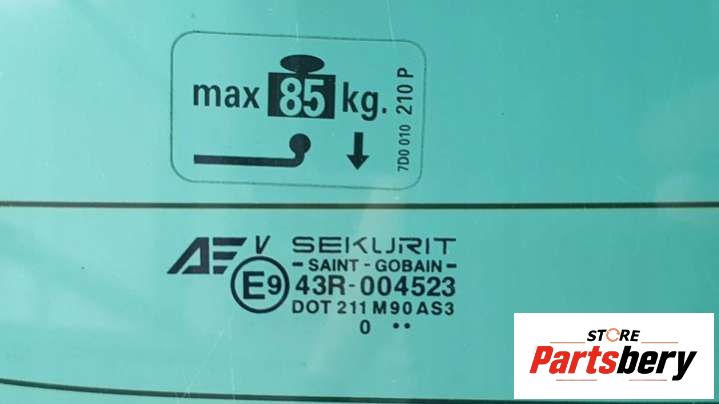 max 85 kg.
7D0 010 210 P
AE V SEKURIT
- SAINT - GOBAIN -
E9 43R-004523
DOT 211 M90 AS3
0 ..
STORE
Partsbery